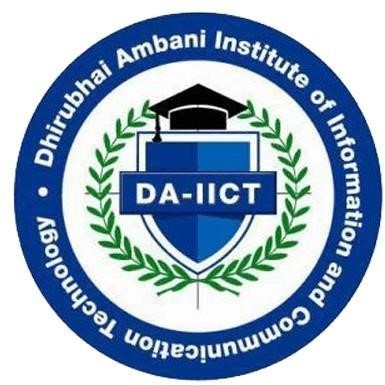 Dhirubhai Ambani Institute of Information and Communication Technology •
DA-IICT